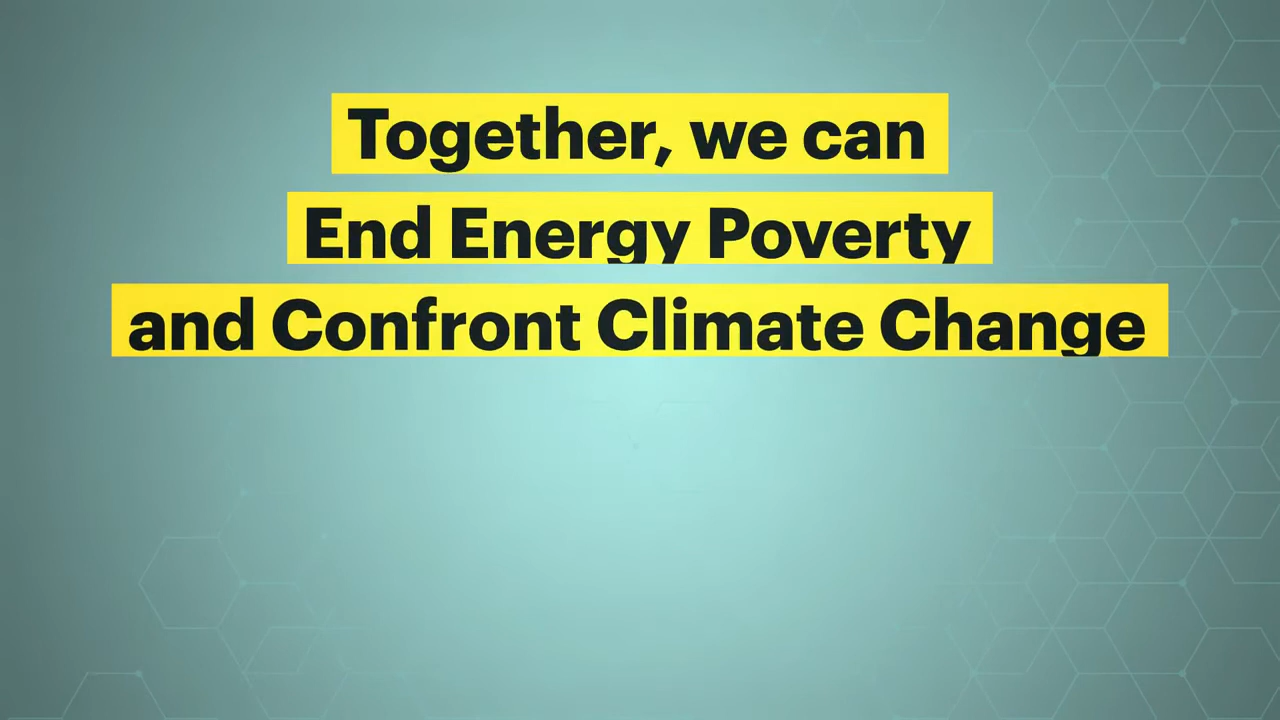 Together, we can
End Energy Poverty
and Confront Climate Change